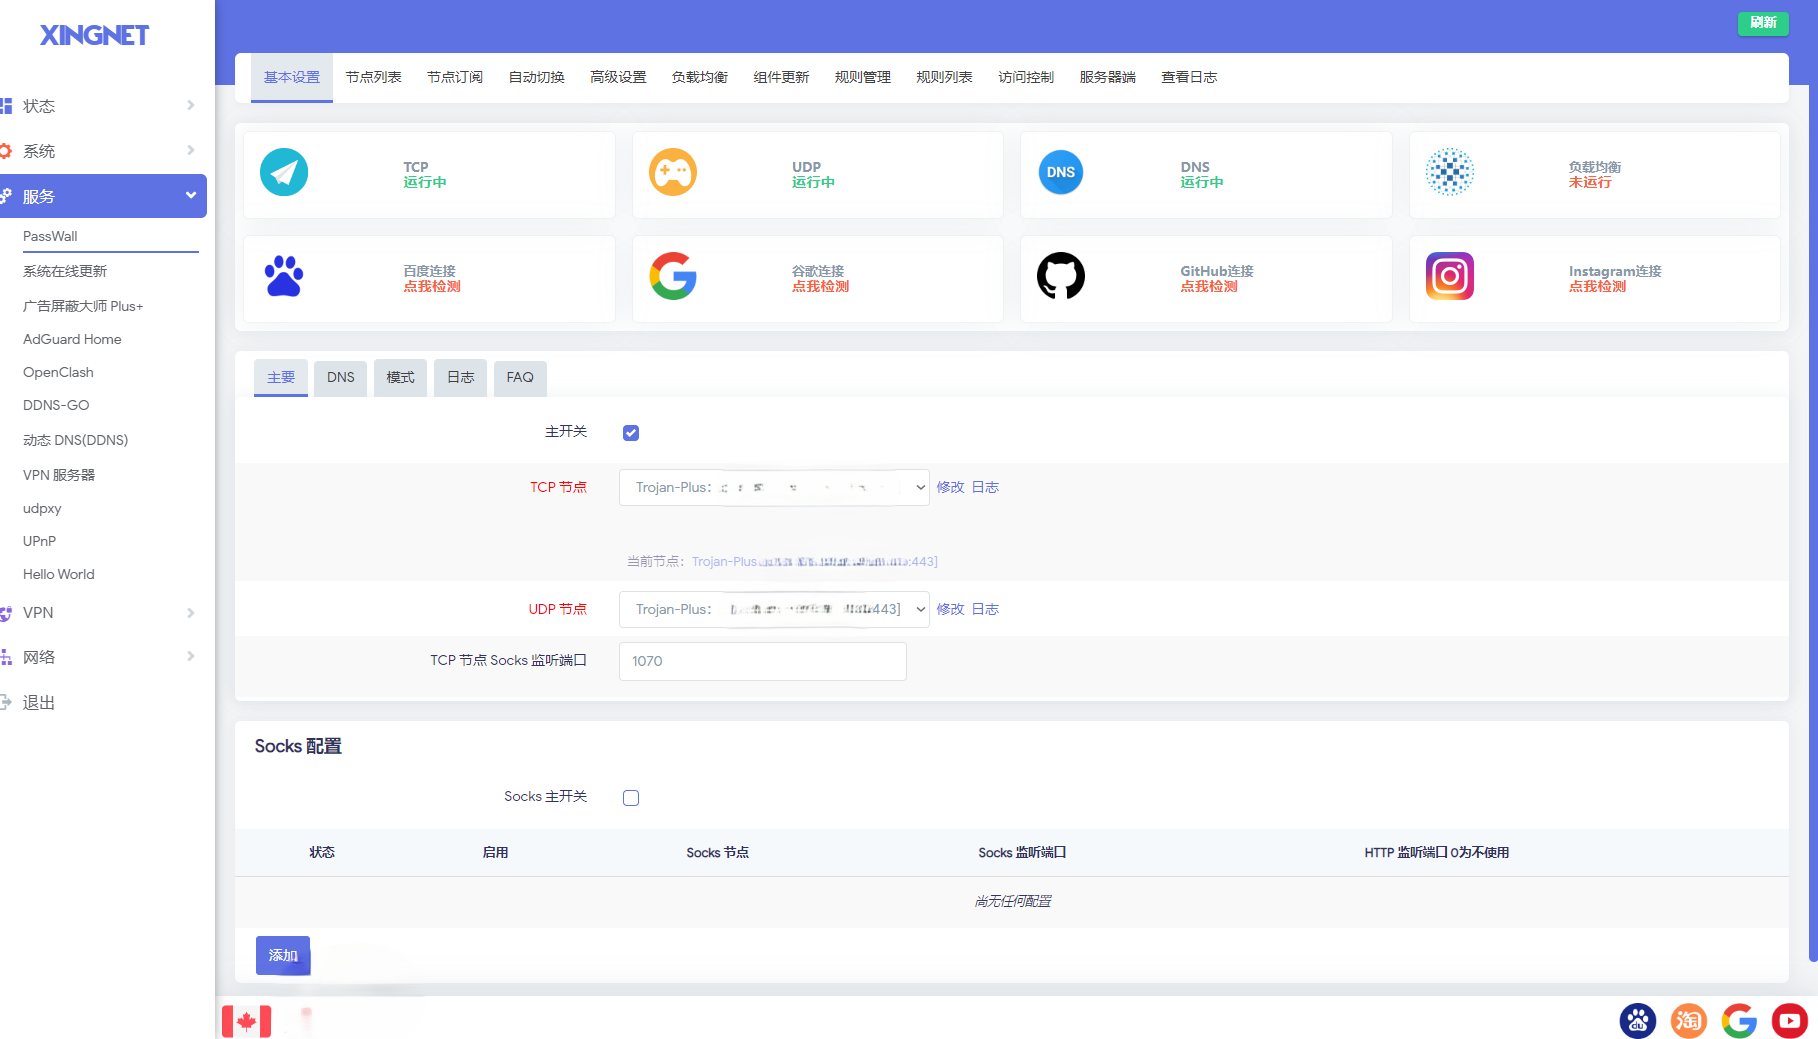 XINGNET
刷新
状态
系统
服务
PassWall
系统在线更新
广告屏蔽大师 Plus+
AdGuard Home
OpenClash
DDNS-GO
动态 DNS(DDNS)
VPN 服务器
udpxy
UPnP
Hello World
VPN
网络
退出
基本设置 节点列表 节点订阅 自动切换 高级设置 负载均衡 组件更新 规则管理 规则列表 访问控制 服务器端 查看日志
TCP
运行中
UDP
运行中
DNS
DNS
运行中
负载均衡
未运行
百度连接
点我检测
谷歌连接
点我检测
GitHub连接
点我检测
Instagram连接
点我检测
主要 DNS 模式 日志 FAQ
主开关
TCP 节点 Trojan-Plus: 修改 日志
当前节点: Trojan-Plus :443]
UDP 节点 Trojan-Plus: 443] 修改 日志
TCP 节点 Socks 监听端口 1070
Socks 配置
Socks 主开关
状态 启用 Socks 节点 Socks 监听端口 HTTP 监听端口 0为不使用
尚无任何配置
添加
du 淘